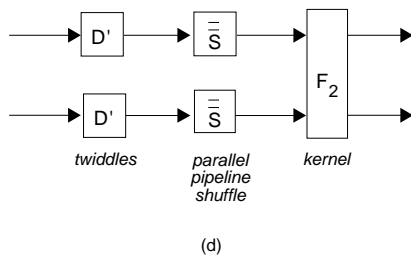 D'
S
F2
D'
S
twiddles
parallel
pipeline
shuffle
kernel
(d)